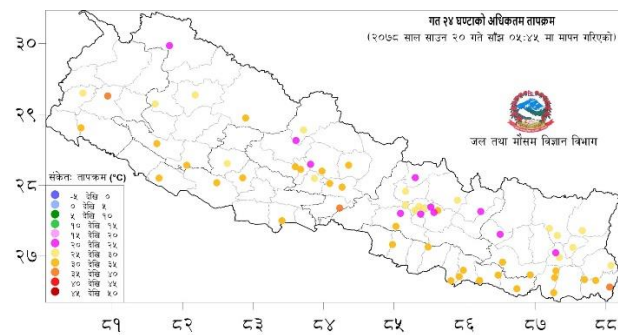 गत २४ घण्टाको अधिकतम तापक्रम
(२०७८ साल साउन २० गते साँझ ०५:४५ मा मापन गरिएको)
जल तथा मौसम विज्ञान विभाग
३०
२९
२८
२७
संकेतः तापक्रम (°C)
-५ देखि ०
० देखि ५
५ देखि १०
१० देखि १५
१५ देखि २०
२० देखि २५
२५ देखि ३०
३० देखि ३५
३५ देखि ४०
४० देखि ४५
४५ देखि ५०
८१ ८२ ८३ ८४ ८५ ८६ ८७ ८८